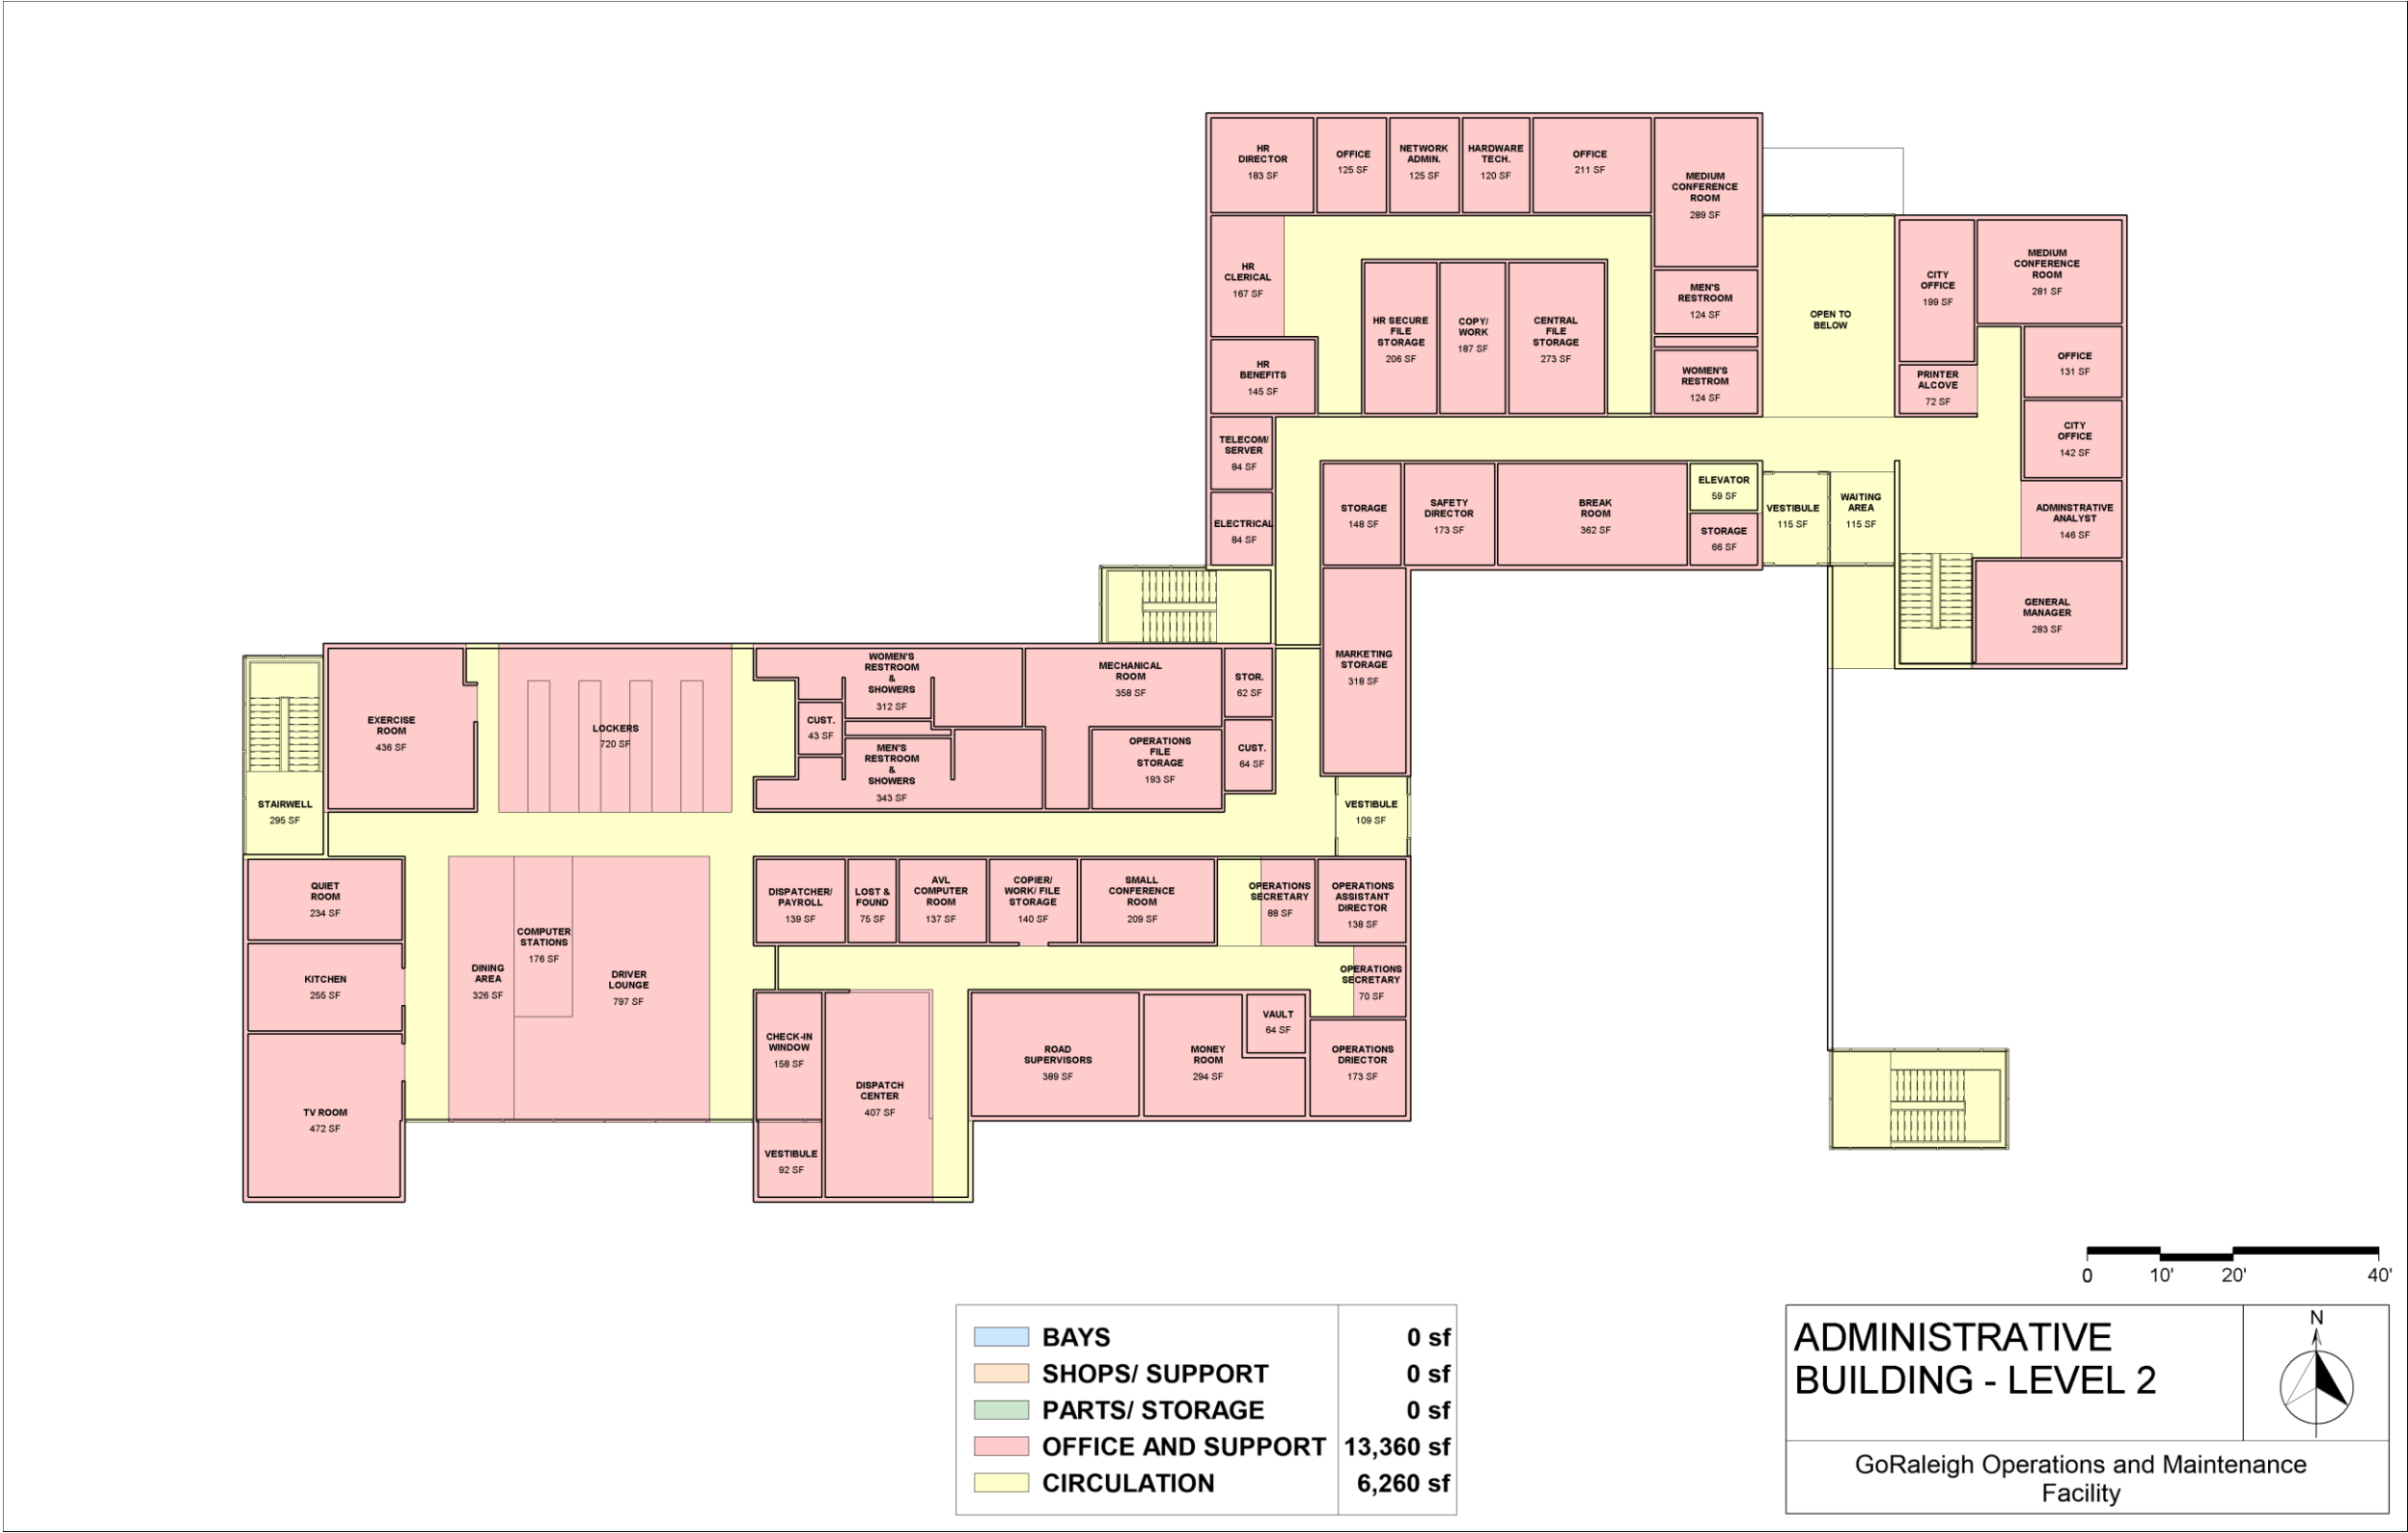 HR
DIRECTOR
183 SF
OFFICE
125 SF
NETWORK
ADMIN.
125 SF
HARDWARE
TECH.
120 SF
OFFICE
211 SF
MEDIUM
CONFERENCE
ROOM
289 SF
HR
CLERICAL
167 SF
HR SECURE
FILE
STORAGE
206 SF
COPY/
WORK
187 SF
CENTRAL
FILE
STORAGE
273 SF
MEN'S
RESTROOM
124 SF
OPEN TO
BELOW
CITY
OFFICE
199 SF
MEDIUM
CONFERENCE
ROOM
281 SF
HR
BENEFITS
145 SF
WOMEN'S
RESTROM
124 SF
PRINTER
ALCOVE
72 SF
OFFICE
131 SF
CITY
OFFICE
142 SF
TELECOM/
SERVER
84 SF
ELECTRICAL
84 SF
STORAGE
148 SF
SAFETY
DIRECTOR
173 SF
BREAK
ROOM
362 SF
ELEVATOR
59 SF
STORAGE
66 SF
VESTIBULE
115 SF
WAITING
AREA
115 SF
ADMINSTRATIVE
ANALYST
146 SF
GENERAL
MANAGER
283 SF
EXERCISE
ROOM
436 SF
LOCKERS
720 SF
WOMEN'S
RESTROOM
&
SHOWERS
312 SF
CUST.
43 SF
MEN'S
RESTROOM
&
SHOWERS
343 SF
MECHANICAL
ROOM
358 SF
OPERATIONS
FILE
STORAGE
193 SF
STOR.
62 SF
CUST.
64 SF
MARKETING
STORAGE
318 SF
STAIRWELL
295 SF
VESTIBULE
109 SF
QUIET
ROOM
234 SF
KITCHEN
255 SF
TV ROOM
472 SF
DINING
AREA
326 SF
COMPUTER
STATIONS
176 SF
DRIVER
LOUNGE
797 SF
DISPATCHER/
PAYROLL
139 SF
LOST &
FOUND
75 SF
AVL
COMPUTER
ROOM
137 SF
COPIER/
WORK/ FILE
STORAGE
140 SF
SMALL
CONFERENCE
ROOM
209 SF
OPERATIONS
SECRETARY
88 SF
OPERATIONS
ASSISTANT
DIRECTOR
138 SF
OPERATIONS
SECRETARY
70 SF
CHECK-IN
WINDOW
158 SF
DISPATCH
CENTER
407 SF
ROAD
SUPERVISORS
389 SF
MONEY
ROOM
294 SF
VAULT
64 SF
OPERATIONS
DRIECTOR
173 SF
VESTIBULE
92 SF
0 10' 20' 40'
BAYS 0 sf
SHOPS/ SUPPORT 0 sf
PARTS/ STORAGE 0 sf
OFFICE AND SUPPORT 13,360 sf
CIRCULATION 6,260 sf
ADMINISTRATIVE
BUILDING - LEVEL 2
N
GoRaleigh Operations and Maintenance
Facility